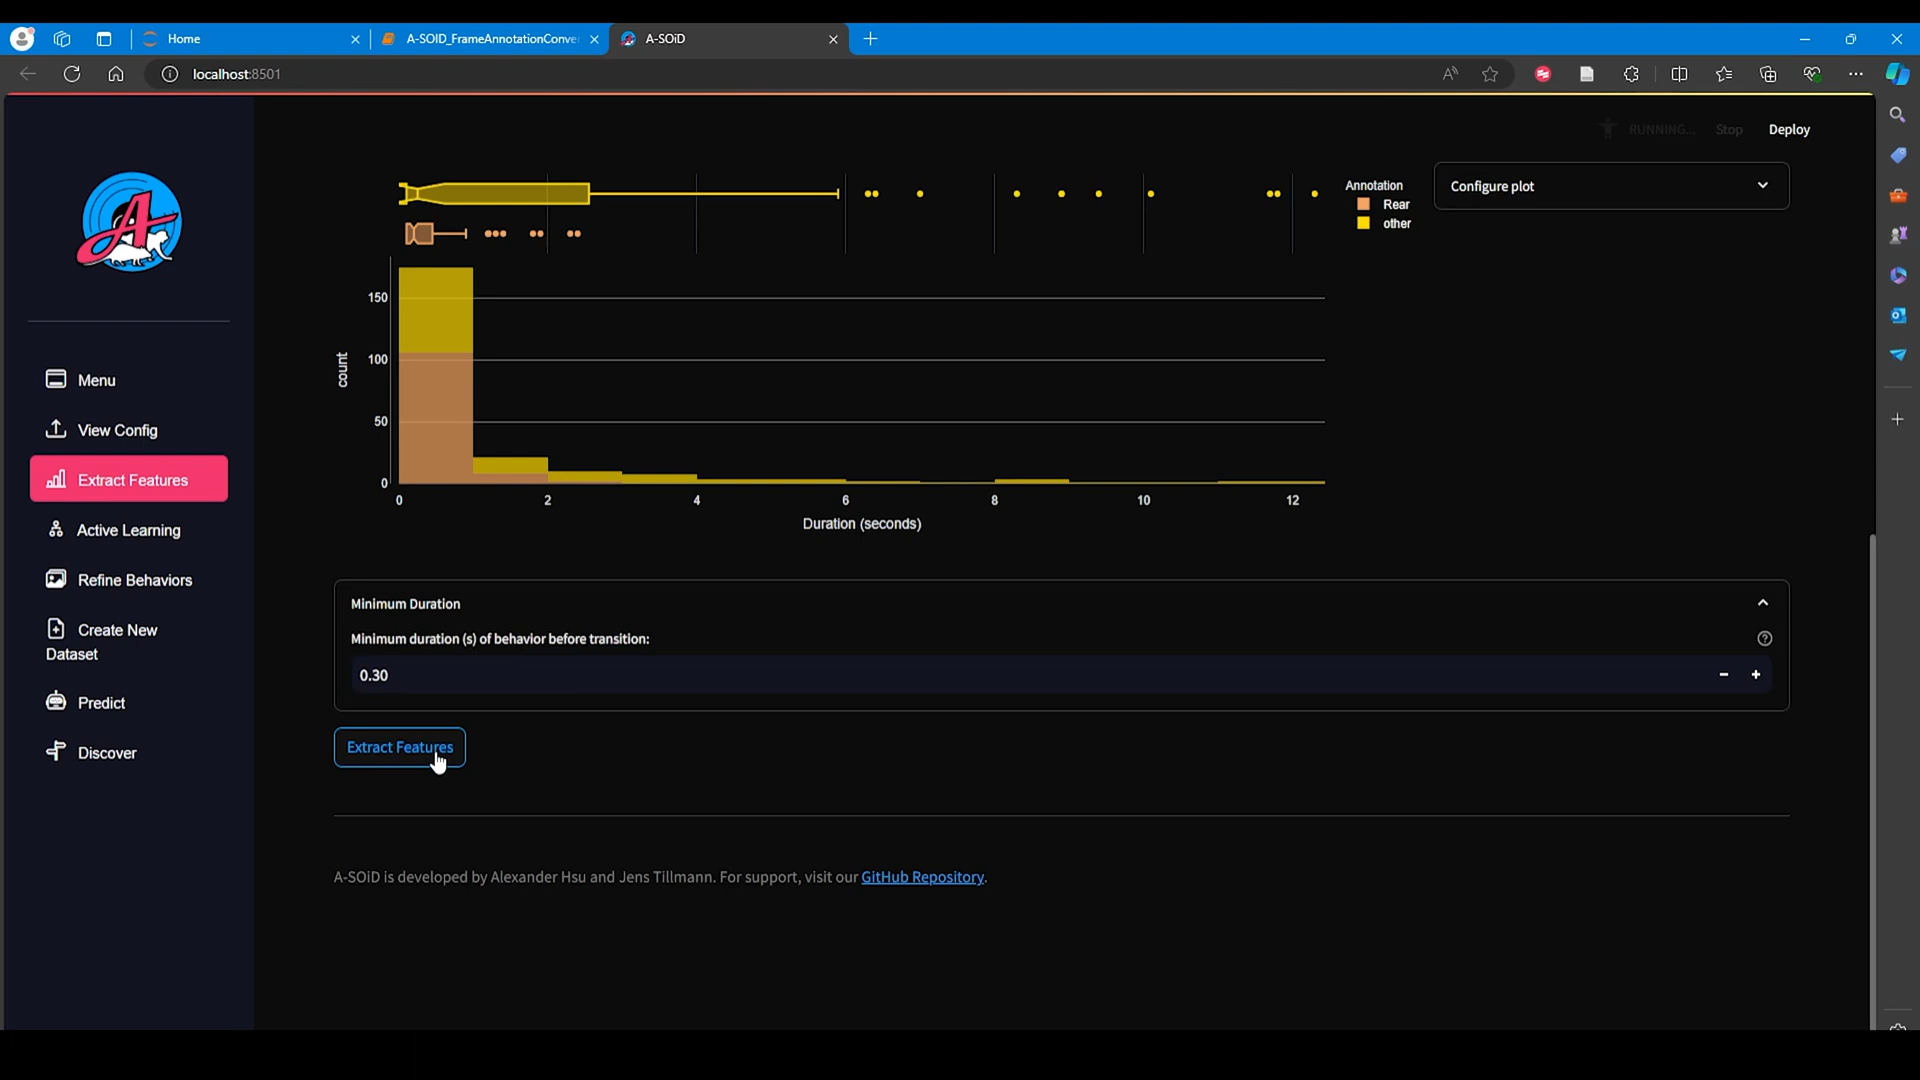 Home
A-SOID_FrameAnnotationConve
A-SOiD
localhost:8501
RUNNING...
Stop
Deploy
Menu
View Config
Extract Features
Active Learning
Refine Behaviors
Create New
Dataset
Predict
Discover
Annotation
Rear
other
Configure plot
150
100
50
0
count
0 2 4 6 8 10 12
Duration (seconds)
Minimum Duration
Minimum duration (s) of behavior before transition:
0.30
Extract Features
A-SOiD is developed by Alexander Hsu and Jens Tillmann. For support, visit our GitHub Repository.